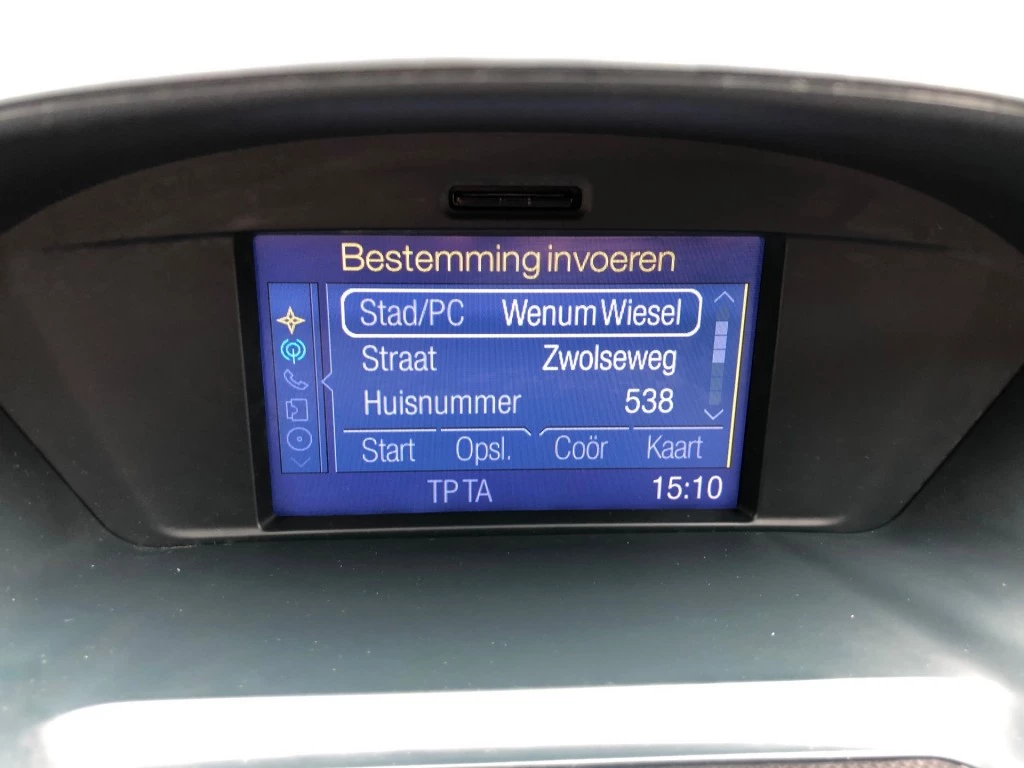 Bestemming invoeren
Stad/PC Wenum Wiesel
Straat Zwolseweg
Huisnummer 538
Start Opsl. Coör Kaart
TP TA 15:10